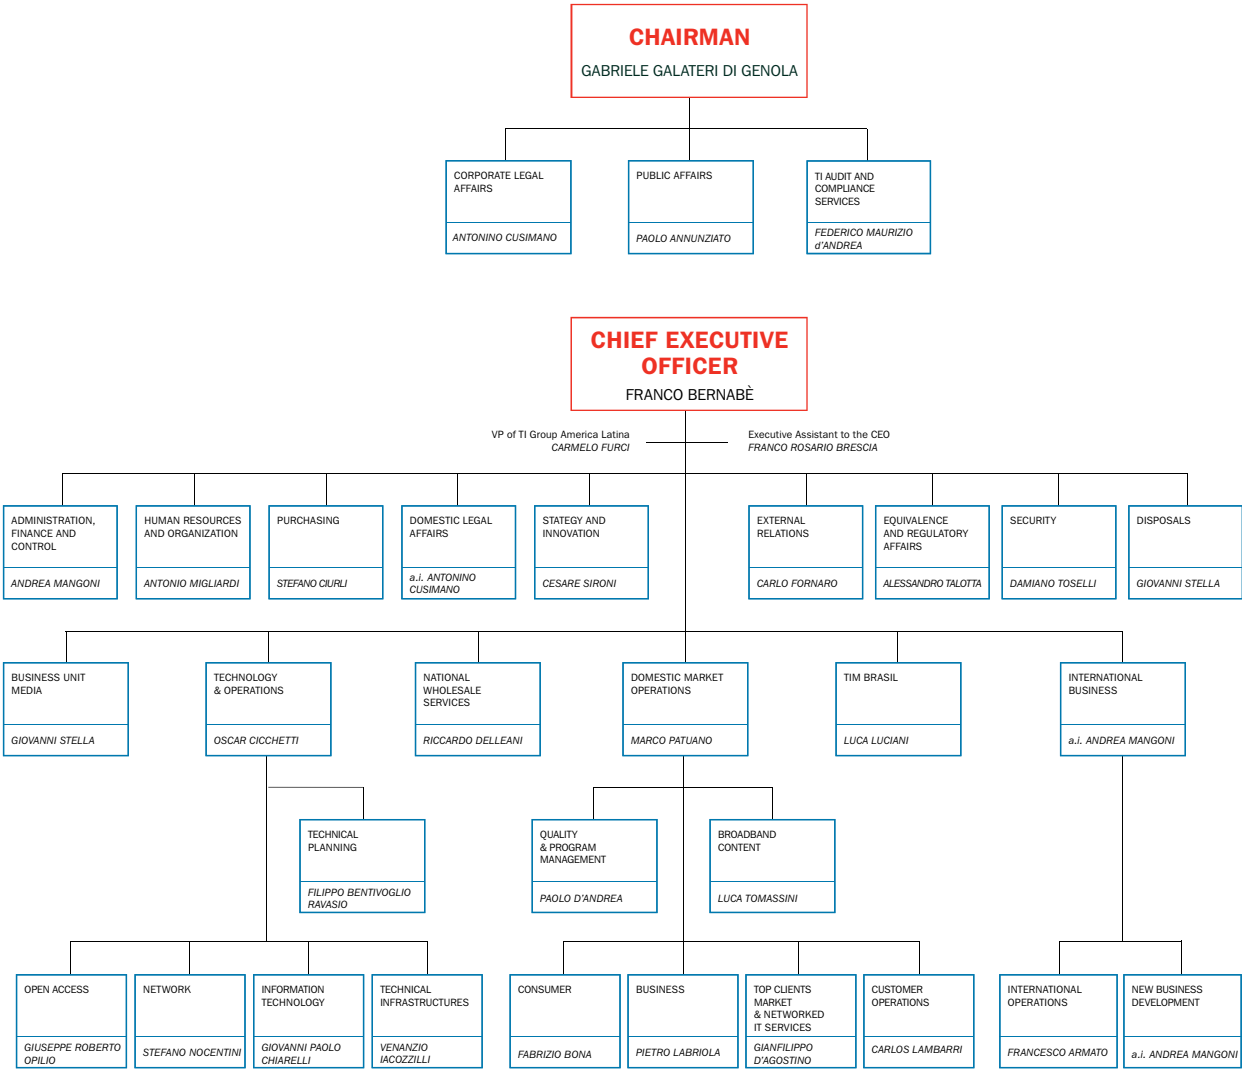 CHAIRMAN
GABRIELE GALATERI DI GENOLA
CORPORATE LEGAL
AFFAIRS
ANTONINO CUSIMANO
PUBLIC AFFAIRS
PAOLO ANNUNZIATO
TI AUDIT AND
COMPLIANCE
SERVICES
FEDERICO MAURIZIO
d'ANDREA
CHIEF EXECUTIVE
OFFICER
FRANCO BERNABÈ
VP of TI Group America Latina
CARMELO FURCI
Executive Assistant to the CEO
FRANCO ROSARIO BRESCIA
ADMINISTRATION,
FINANCE AND
CONTROL
ANDREA MANGONI
HUMAN RESOURCES
AND ORGANIZATION
ANTONIO MIGLIARDI
PURCHASING
STEFANO CIURLI
DOMESTIC LEGAL
AFFAIRS
a.i. ANTONINO
CUSIMANO
STATEGY AND
INNOVATION
CESARE SIRONI
EXTERNAL
RELATIONS
CARLO FORNARO
EQUIVALENCE
AND REGULATORY
AFFAIRS
ALESSANDRO TALOTTA
SECURITY
DAMIANO TOSELLI
DISPOSALS
GIOVANNI STELLA
BUSINESS UNIT
MEDIA
GIOVANNI STELLA
TECHNOLOGY
& OPERATIONS
OSCAR CICCHETTI
NATIONAL
WHOLESALE
SERVICES
RICCARDO DELLEANI
DOMESTIC MARKET
OPERATIONS
MARCO PATUANO
TIM BRASIL
LUCA LUCIANI
INTERNATIONAL
BUSINESS
a.i. ANDREA MANGONI
TECHNICAL
PLANNING
FILIPPO BENTIVOGLIO
RAVASIO
QUALITY
& PROGRAM
MANAGEMENT
PAOLO D'ANDREA
BROADBAND
CONTENT
LUCA TOMASSINI
OPEN ACCESS
GIUSEPPE ROBERTO
OPILIO
NETWORK
STEFANO NOCENTINI
INFORMATION
TECHNOLOGY
GIOVANNI PAOLO
CHIARELLI
TECHNICAL
INFRASTRUCTURES
VENANZIO
IACOZZILLI
CONSUMER
FABRIZIO BONA
BUSINESS
PIETRO LABRIOLA
TOP CLIENTS
MARKET
& NETWORKED
IT SERVICES
GIANFILIPPO
D'AGOSTINO
CUSTOMER
OPERATIONS
CARLOS LAMBARRI
INTERNATIONAL
OPERATIONS
FRANCESCO ARMATO
NEW BUSINESS
DEVELOPMENT
a.i. ANDREA MANGONI